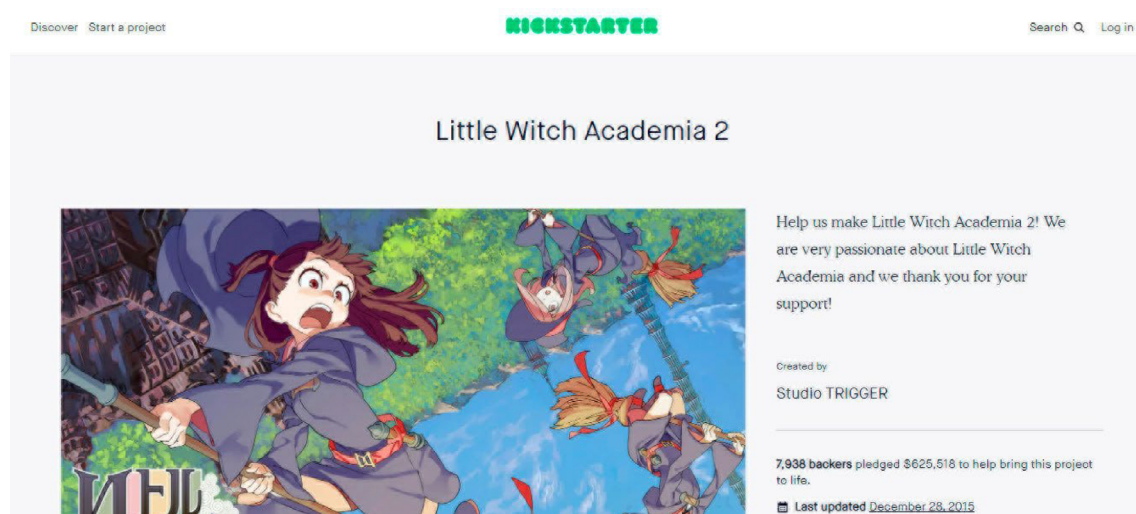 Discover Start a project
KICKSTARTER
Search Log in
Little Witch Academia 2
Help us make Little Witch Academia 2! We
are very passionate about Little Witch
Academia and we thank you for your
support!
Created by
Studio TRIGGER
7,938 backers pledged $625,518 to help bring this project
to life.
Last updated December 28, 2015